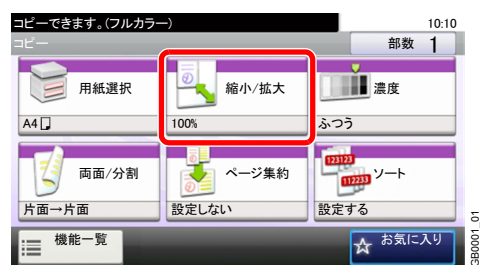 コピーできます。(フルカラー)
10:10
コピー
部数 1
用紙選択
縮小/拡大
濃度
A4
100%
ふつう
両面/分割
ページ集約
123123
112233
ソート
片面→片面
設定しない
設定する
機能一覧
お気に入り
GB0001_01